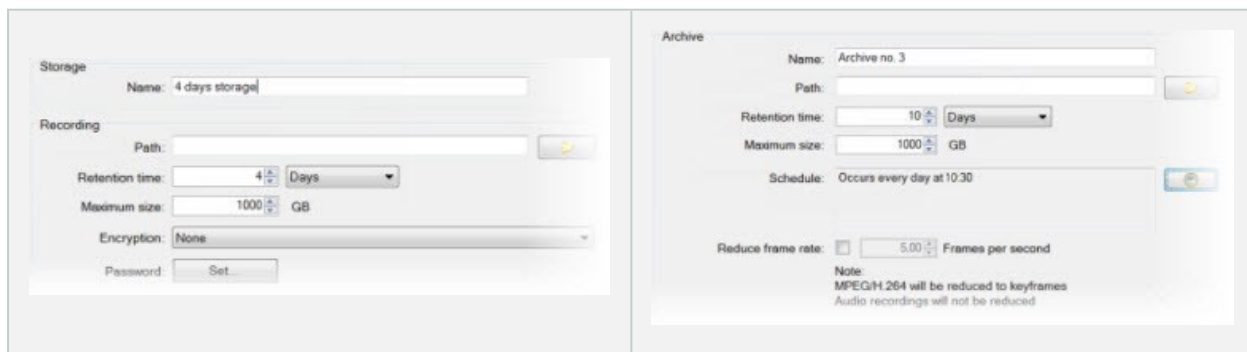 Storage
Name: 4 days storage
Recording
Path:
Retention time: 4 Days
Maximum size: 1000 GB
Encryption: None
Password: Set...
Archive
Name: Archive no. 3
Path:
Retention time: 10 Days
Maximum size: 1000 GB
Schedule: Occurs every day at 10:30
Reduce frame rate: 5.00 Frames per second
Note:
MPEG/H.264 will be reduced to keyframes
Audio recordings will not be reduced